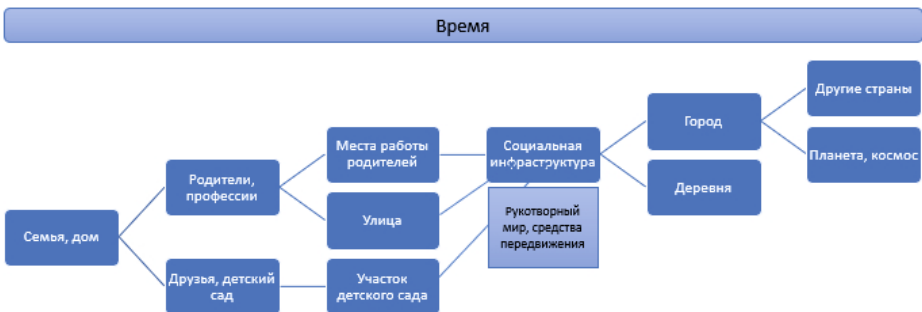 Время
Семья, дом
Родители,
профессии
Друзья, детский
сад
Места работы
родителей
Улица
Участок
детского сада
Социальная
инфраструктура
Рукотворный
мир, средства
передвижения
Город
Деревня
Другие страны
Планета, космос